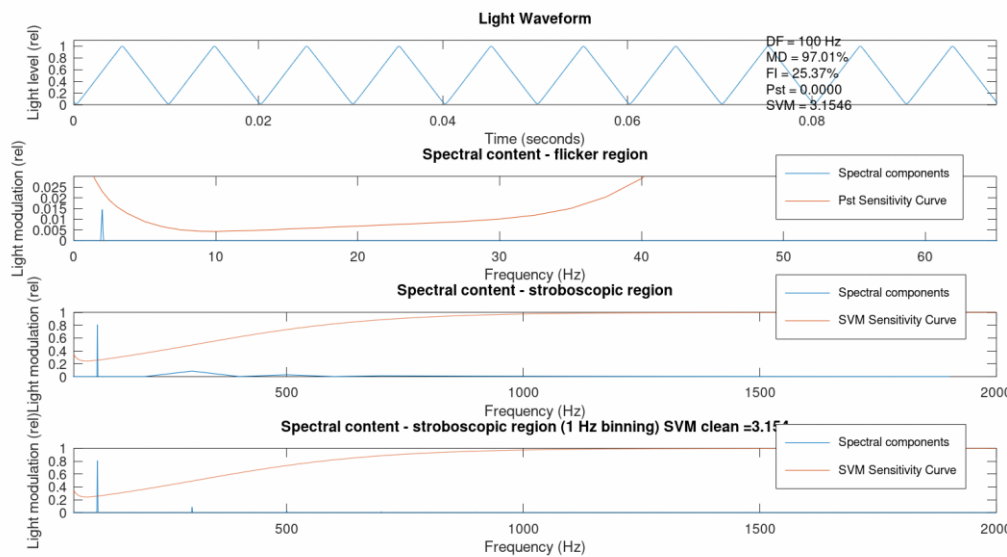 Light Waveform
Light level (rel)
1
0.8
0.6
0.4
0.2
0
DF = 100 Hz
MD = 97.01%
FI = 25.37%
Pst = 0.0000
SVM = 3.1546
0 0.02 0.04 0.06 0.08
Time (seconds)
Spectral content - flicker region
Light modulation (rel)
0.025
0.02
0.015
0.01
0.005
0
Spectral components
Pst Sensitivity Curve
0 10 20 30 40 50 60
Frequency (Hz)
Spectral content - stroboscopic region
Light modulation (rel)
1
0.8
0.6
0.4
0.2
0
Spectral components
SVM Sensitivity Curve
500 1000 1500 2000
Frequency (Hz)
Spectral content - stroboscopic region (1 Hz binning) SVM clean =3.154
Light modulation (rel)
1
0.8
0.6
0.4
0.2
0
Spectral components
SVM Sensitivity Curve
500 1000 1500 2000
Frequency (Hz)